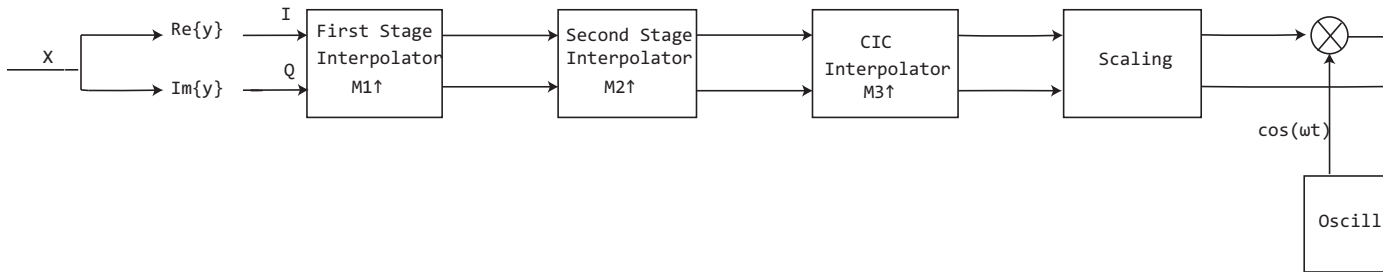 X
Re{y}
Im{y}
I
Q
First Stage
Interpolator
M1↑
Second Stage
Interpolator
M2↑
CIC
Interpolator
M3↑
Scaling
cos(ωt)
Oscill